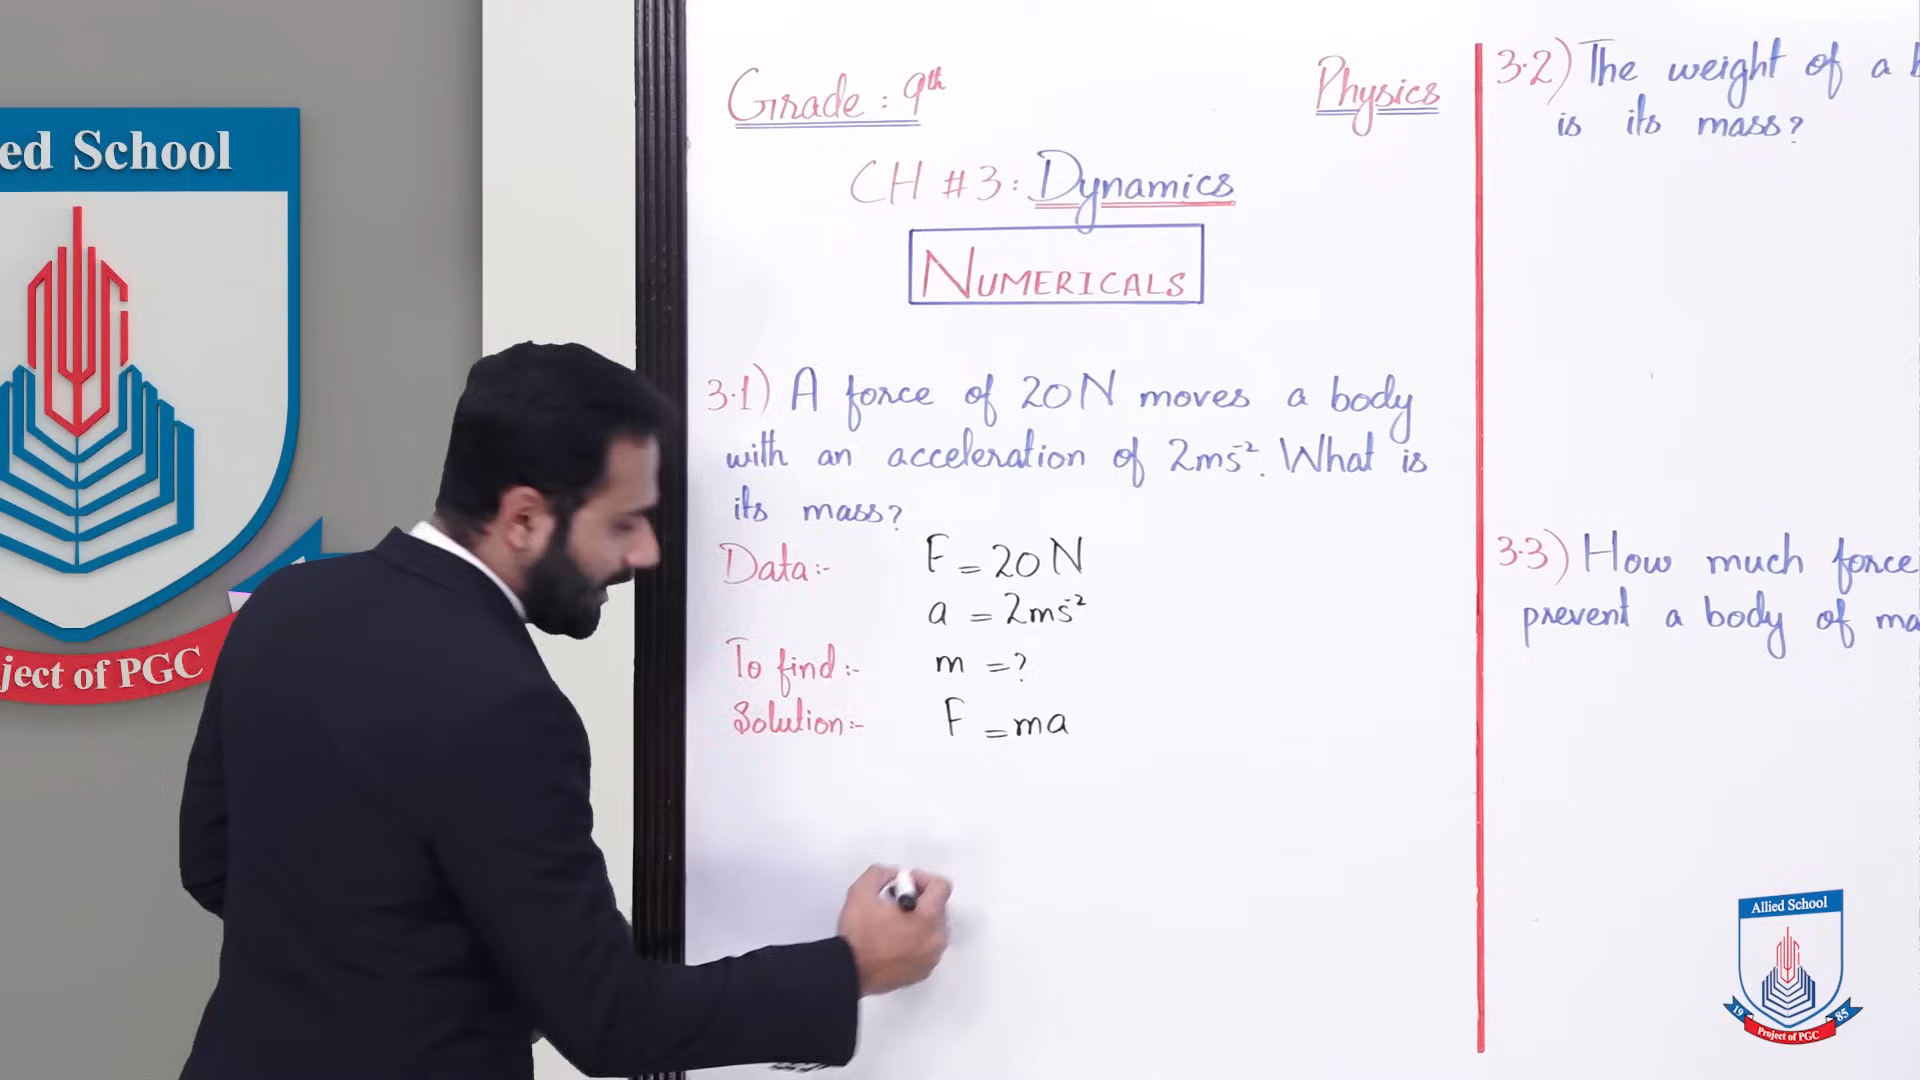 ed School
ject of PGC
Grade : 9th
Physics
CH # 3 : Dynamics
NUMERICALS
3.1) A force of 20N moves a body
with an acceleration of 2ms⁻². What is
its mass?
Data:- F = 20N
a = 2ms⁻²
To find:- m = ?
Solution:- F = ma
3.2) The weight of a
is its mass?
3.3) How much force
prevent a body of ma
Allied School
19 85
Project of PGC